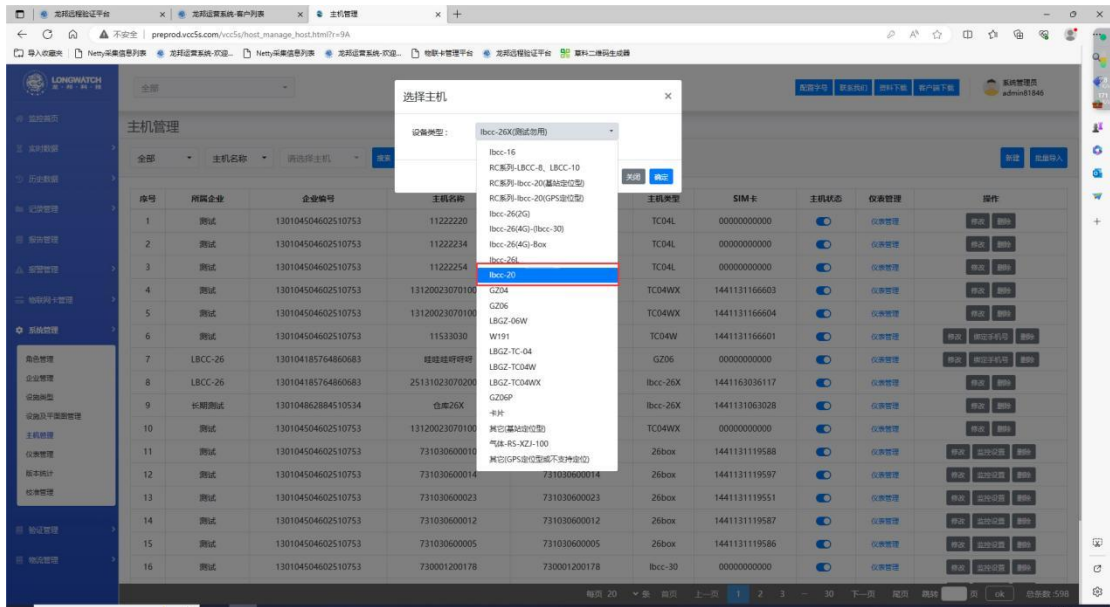 龙邦远程验证平台
龙邦运营系统-客户列表
主机管理
不安全 | preprod.vcc5s.com/vcc5s/host_manage_host.html?r=9A
导入收藏夹 Netty采集信息列表 龙邦运营系统-欢迎... Netty采集信息列表 龙邦运营系统-欢迎... 物联卡管理平台 龙邦远程验证平台 草料二维码生成器
LONGWATCH
龙·邦·科·技
全部
配置学号 联系我们 资料下载 客户端下载
系统管理员
admin81846
监控首页
实时数据
历史数据
记录管理
报告管理
报警管理
物联网卡管理
系统管理
角色管理
企业管理
设施类型
设施及平面图管理
主机管理
仪表管理
版本统计
校准管理
验证管理
物流管理
主机管理
全部 主机名称 请选择主机 搜索
新建 批量导入
选择主机 ×
设备类型： lbcc-26X(测试勿用)
lbcc-16
RC系列-LBCC-8、LBCC-10
RC系列-lbcc-20(基站定位型)
RC系列-lbcc-20(GPS定位型)
lbcc-26(2G)
lbcc-26(4G)-(lbcc-30)
lbcc-26(4G)-Box
lbcc-26L
lbcc-20
GZ04
GZ06
LBGZ-06W
W191
LBGZ-TC-04
LBGZ-TC04W
LBGZ-TC04WX
GZ06P
卡片
其它(基站定位型)
气体-RS-XZJ-100
其它(GPS定位型或不支持定位)
关闭 确定
序号 所属企业 企业编号 主机名称 主机类型 SIM卡 主机状态 仪表管理 操作
1 测试 130104504602510753 11222220 TC04L 00000000000 仪表管理 修改 删除
2 测试 130104504602510753 11222234 TC04L 00000000000 仪表管理 修改 删除
3 测试 130104504602510753 11222254 TC04L 00000000000 仪表管理 修改 删除
4 测试 130104504602510753 13120023070100 TC04WX 1441131166603 仪表管理 修改 删除
5 测试 130104504602510753 13120023070100 TC04WX 1441131166604 仪表管理 修改 删除
6 测试 130104504602510753 11533030 TC04W 1441131166601 仪表管理 修改 绑定手机号 删除
7 LBCC-26 130104185764860683 哇哇哇呀呀呀 GZ06 00000000000 仪表管理 修改 绑定手机号 删除
8 LBCC-26 130104185764860683 25131023070200 lbcc-26X 1441163036117 仪表管理 修改 删除
9 长期测试 130104862884510534 仓库26X lbcc-26X 1441131063028 仪表管理 修改 删除
10 测试 130104504602510753 13120023070100 TC04WX 00000000000 仪表管理 修改 删除
11 测试 130104504602510753 73103060001 26box 1441131119588 仪表管理 修改 监控设置 删除
12 测试 130104504602510753 731030600014 731030600014 26box 1441131119597 仪表管理 修改 监控设置 删除
13 测试 130104504602510753 731030600023 731030600023 26box 1441131119551 仪表管理 修改 监控设置 删除
14 测试 130104504602510753 731030600012 731030600012 26box 1441131119587 仪表管理 修改 监控设置 删除
15 测试 130104504602510753 731030600005 731030600005 26box 1441131119586 仪表管理 修改 监控设置 删除
16 测试 130104504602510753 730001200178 730001200178 lbcc-30 00000000000 仪表管理 修改 监控设置 删除
每页 20 条 首页 上一页 1 2 3 ... 30 下一页 尾页 跳转 页 ok 总条数:598